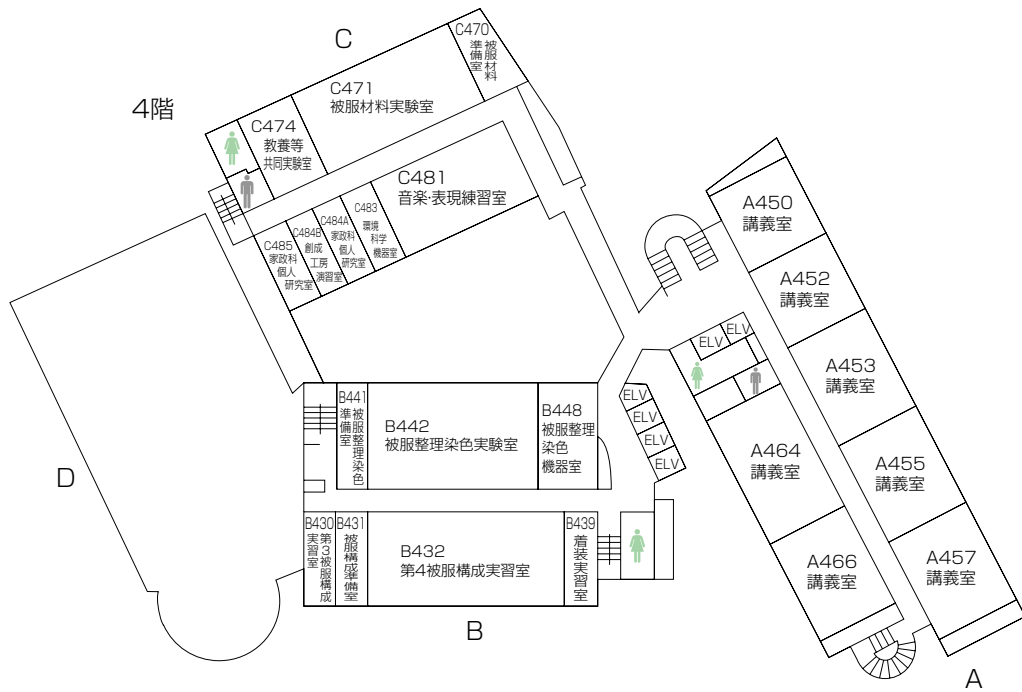 4階
C
C470
被服材料
準備室
C471
被服材料実験室
C474
教養等
共同実験室
C481
音楽・表現練習室
C483
環境
科学
機器室
C484A
家政科
個人
研究室
C484B
創成
工房
演習室
C485
家政科
個人
研究室
A450
講義室
A452
講義室
A453
講義室
A455
講義室
A457
講義室
ELV
ELV
A464
講義室
A466
講義室
A
ELV
ELV
ELV
ELV
B441
被服整理染色
準備室
B442
被服整理染色実験室
B448
被服整理
染色
機器室
D
B430
第3被服構成
実習室
B431
被服構成準備室
B432
第4被服構成実習室
B439
着装実習室
B